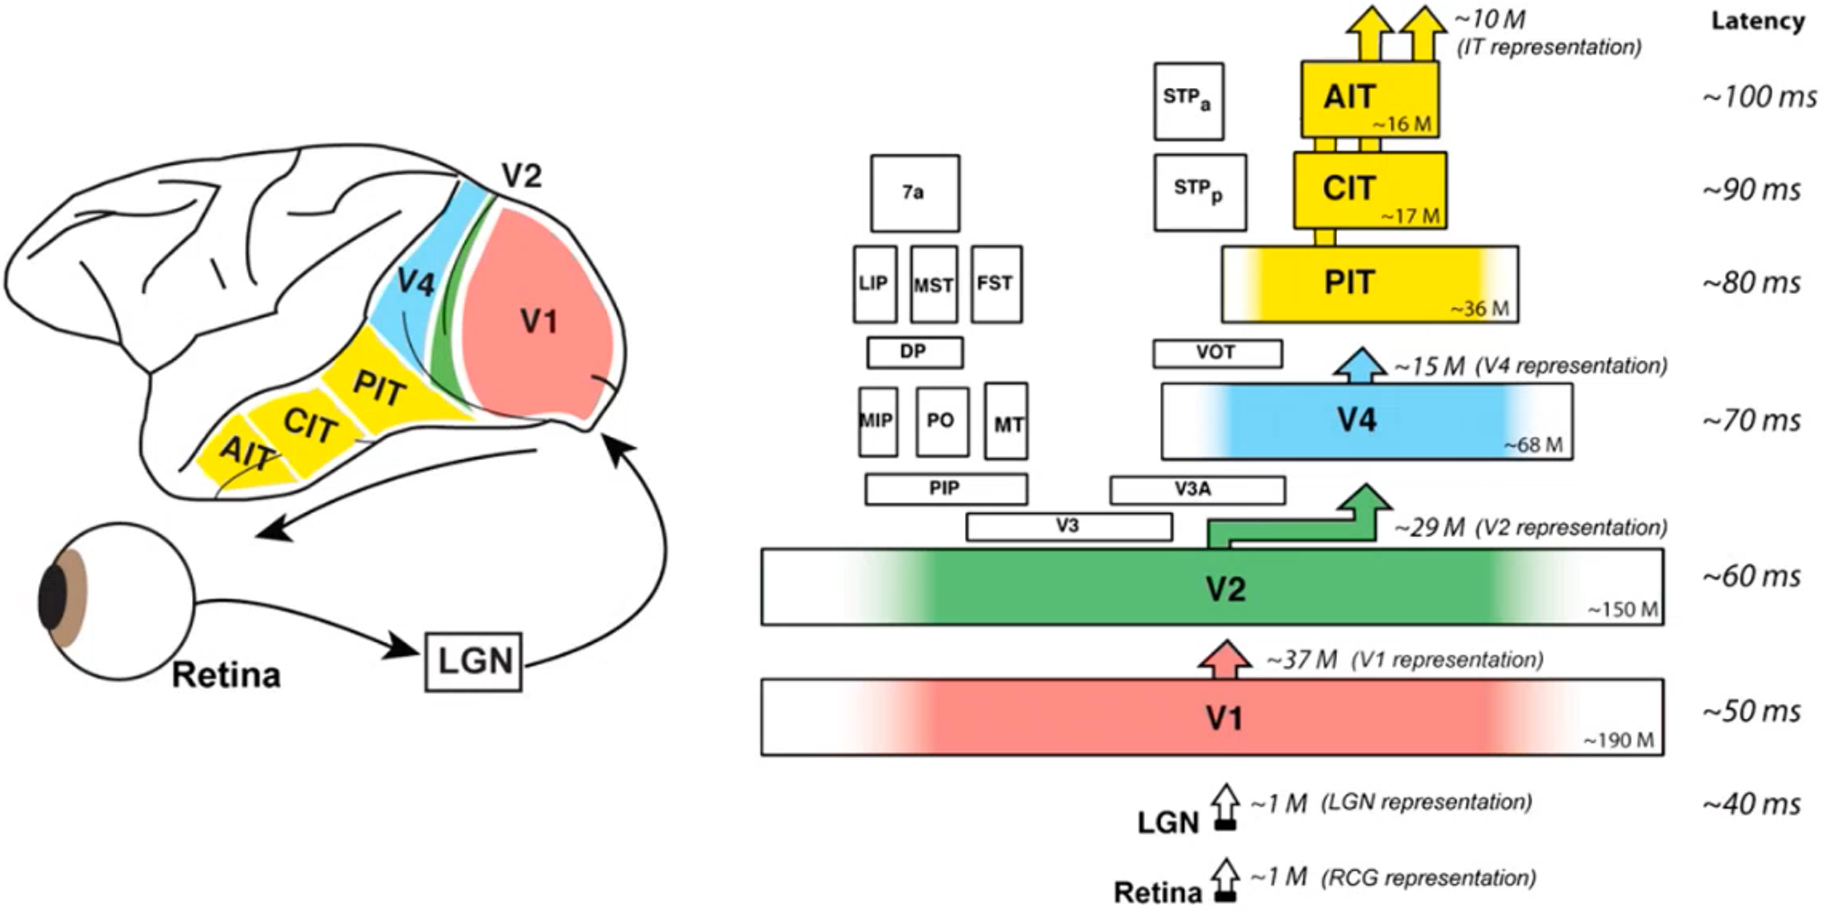 V2
V4
V1
PIT
CIT
AIT
Retina
LGN
~10 M
(IT representation)
Latency
STPa
AIT
~16 M
~100 ms
7a
STPp
CIT
~17 M
~90 ms
LIP
MST
FST
PIT
~36 M
~80 ms
DP
VOT
~15 M (V4 representation)
MIP
PO
MT
V4
~68 M
~70 ms
PIP
V3A
V3
~29 M (V2 representation)
V2
~150 M
~60 ms
~37 M (V1 representation)
V1
~190 M
~50 ms
LGN
~1 M (LGN representation)
~40 ms
Retina
~1 M (RCG representation)